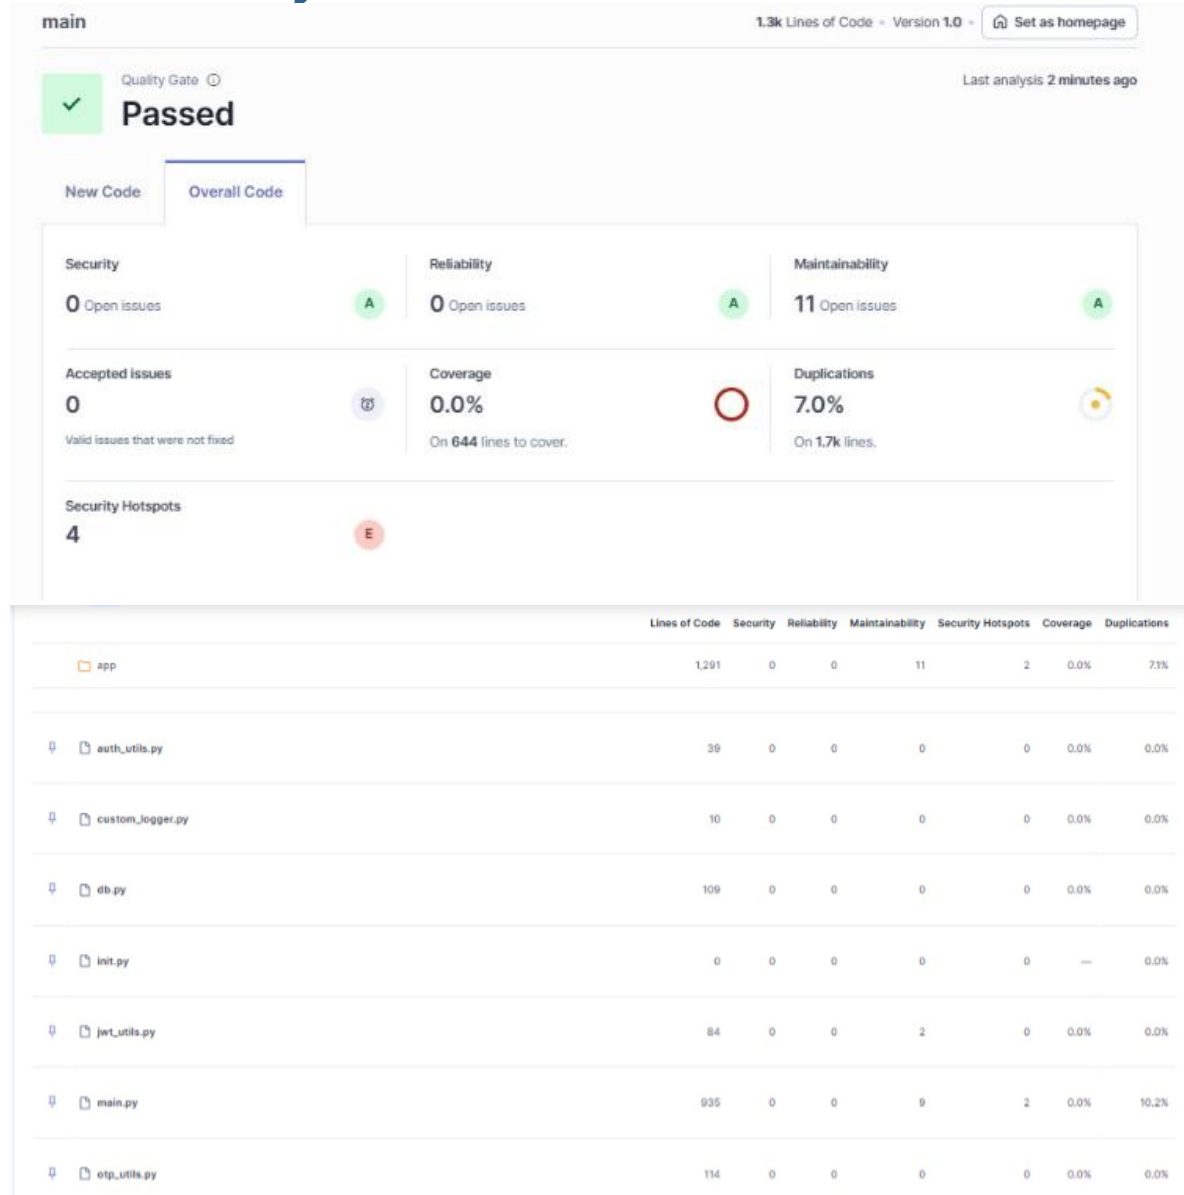 main 1.3k Lines of Code • Version 1.0 • Set as homepage
Quality Gate Last analysis 2 minutes ago
Passed
New Code Overall Code
Security Reliability Maintainability
0 Open issues A 0 Open issues A 11 Open issues A
Accepted issues Coverage Duplications
0 0.0% 7.0%
Valid issues that were not fixed On 644 lines to cover. On 1.7k lines.
Security Hotspots
4 E
Lines of Code Security Reliability Maintainability Security Hotspots Coverage Duplications
app 1,291 0 0 11 2 0.0% 7.1%
auth_utils.py 39 0 0 0 0 0.0% 0.0%
custom_logger.py 10 0 0 0 0 0.0% 0.0%
db.py 109 0 0 0 0 0.0% 0.0%
init.py 0 0 0 0 0 — 0.0%
jwt_utils.py 84 0 0 2 0 0.0% 0.0%
main.py 935 0 0 9 2 0.0% 10.2%
otp_utils.py 114 0 0 0 0 0.0% 0.0%